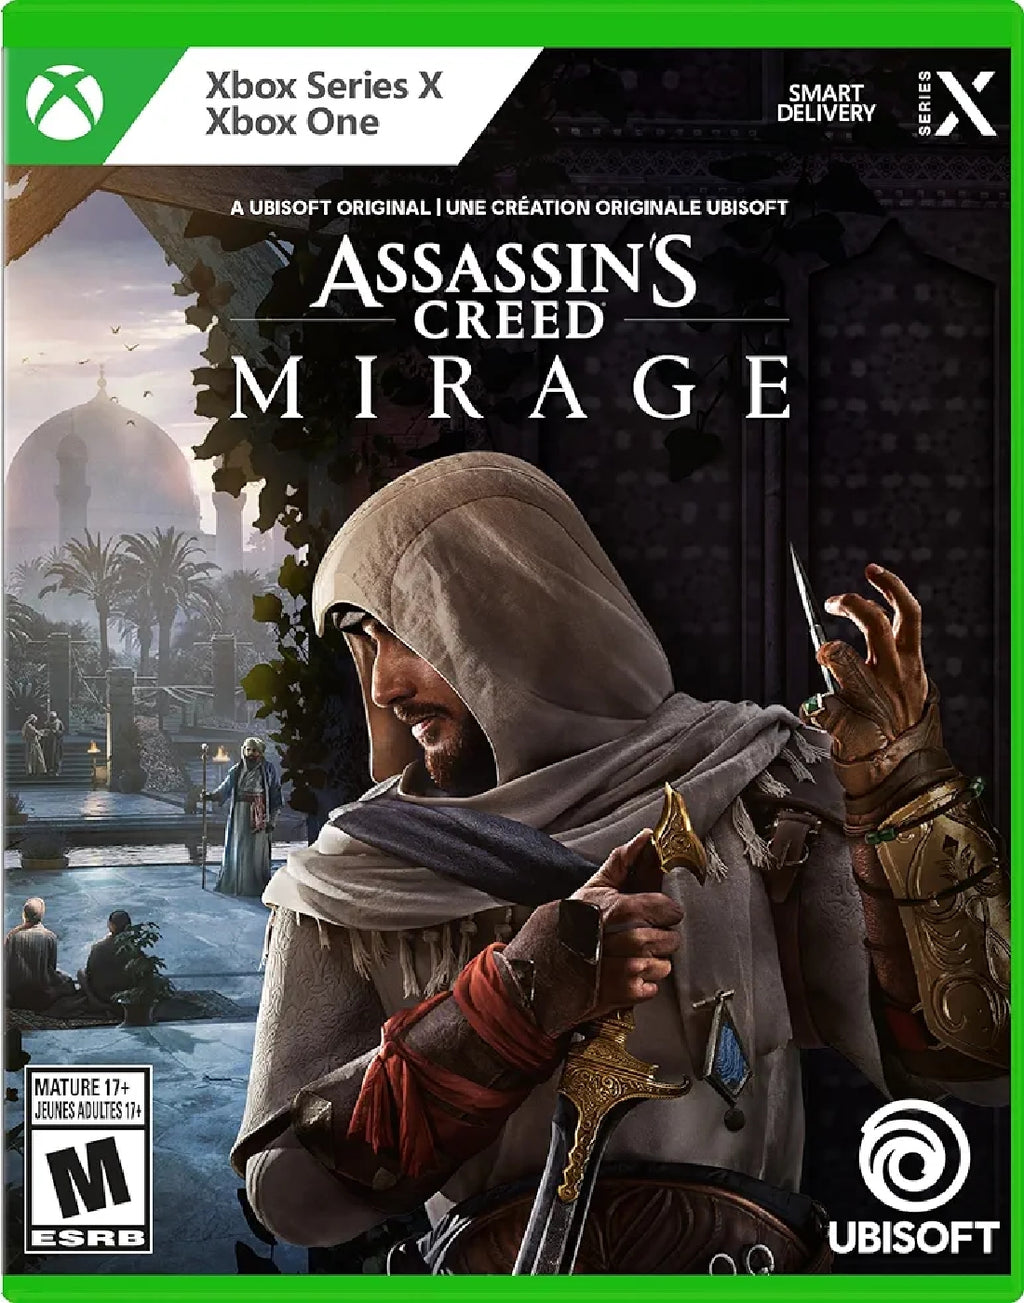 Xbox Series X
Xbox One
SMART
DELIVERY
SERIES X
A UBISOFT ORIGINAL | UNE CRÉATION ORIGINALE UBISOFT
ASSASSIN'S
CREED
MIRAGE
MATURE 17+
JEUNES ADULTES 17+
M
ESRB
UBISOFT